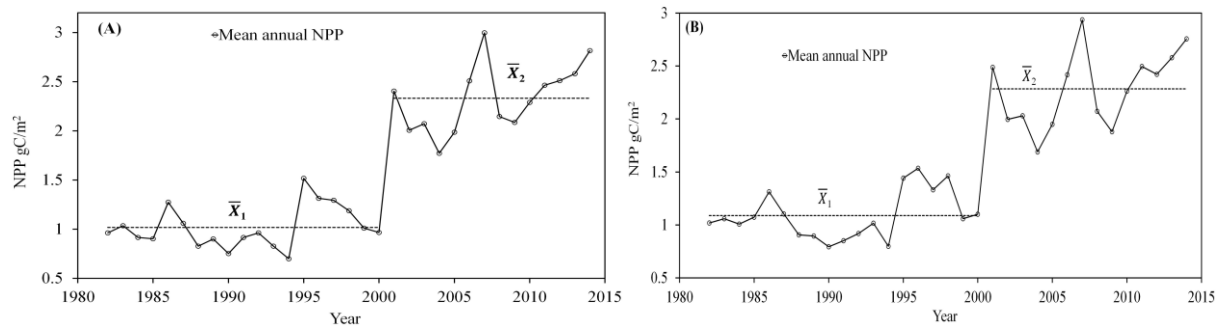 (A)
Mean annual NPP
3
2.5
2
1.5
1
0.5
NPP gC/m²
X̅₁
X̅₂
1980 1985 1990 1995 2000 2005 2010 2015
Year
(B)
Mean annual NPP
3
2.5
2
1.5
1
0.5
NPP gC/m²
X̅₁
X̅₂
1980 1985 1990 1995 2000 2005 2010 2015
Year